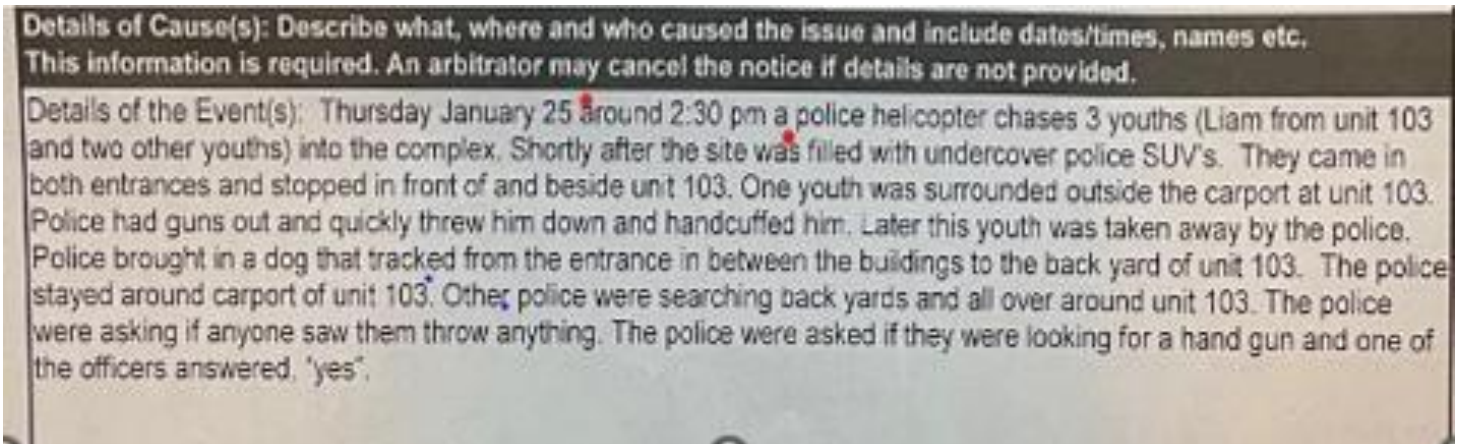 Details of Cause(s): Describe what, where and who caused the issue and include dates/times, names etc.
This information is required. An arbitrator may cancel the notice if details are not provided.
Details of the Event(s): Thursday January 25 around 2:30 pm a police helicopter chases 3 youths (Liam from unit 103
and two other youths) into the complex. Shortly after the site was filled with undercover police SUV's. They came in
both entrances and stopped in front of and beside unit 103. One youth was surrounded outside the carport at unit 103.
Police had guns out and quickly threw him down and handcuffed him. Later this youth was taken away by the police.
Police brought in a dog that tracked from the entrance in between the buildings to the back yard of unit 103. The police
stayed around carport of unit 103. Other police were searching back yards and all over around unit 103. The police
were asking if anyone saw them throw anything. The police were asked if they were looking for a hand gun and one of
the officers answered, "yes".